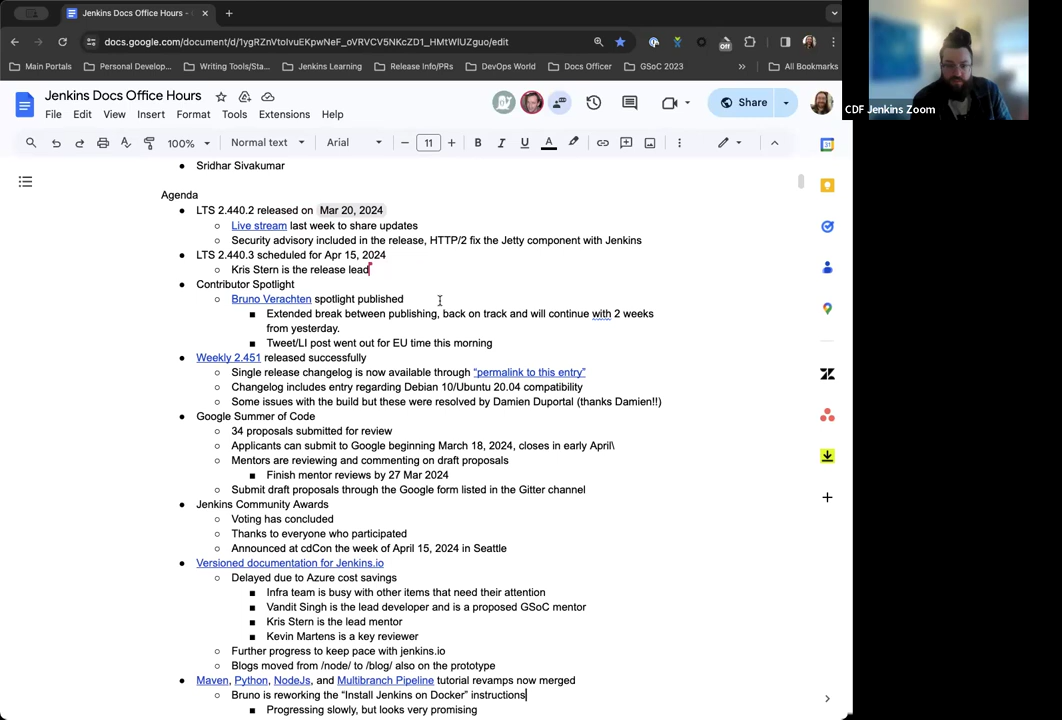 Jenkins Docs Office Hours -
docs.google.com/document/d/1ygRZnVtoIvuEKpwNeF_oVRVCV5NKcZD1_HMtWlUZguo/edit
Off
Main Portals
Personal Develop...
Writing Tools/Sta...
Jenkins Learning
Release Info/PRs
DevOps World
Docs Officer
GSoC 2023
»
All Bookmarks
CDF Jenkins Zoom
Jenkins Docs Office Hours
Share
File Edit View Insert Format Tools Extensions Help
100% Normal text Arial 11 B I U A
● Sridhar Sivakumar
Agenda
● LTS 2.440.2 released on Mar 20, 2024
○ Live stream last week to share updates
○ Security advisory included in the release, HTTP/2 fix the Jetty component with Jenkins
● LTS 2.440.3 scheduled for Apr 15, 2024
○ Kris Stern is the release lead
● Contributor Spotlight
○ Bruno Verachten spotlight published
■ Extended break between publishing, back on track and will continue with 2 weeks
from yesterday.
■ Tweet/LI post went out for EU time this morning
● Weekly 2.451 released successfully
○ Single release changelog is now available through “permalink to this entry”
○ Changelog includes entry regarding Debian 10/Ubuntu 20.04 compatibility
○ Some issues with the build but these were resolved by Damien Duportal (thanks Damien!!)
● Google Summer of Code
○ 34 proposals submitted for review
○ Applicants can submit to Google beginning March 18, 2024, closes in early April\
○ Mentors are reviewing and commenting on draft proposals
■ Finish mentor reviews by 27 Mar 2024
○ Submit draft proposals through the Google form listed in the Gitter channel
● Jenkins Community Awards
○ Voting has concluded
○ Thanks to everyone who participated
○ Announced at cdCon the week of April 15, 2024 in Seattle
● Versioned documentation for Jenkins.io
○ Delayed due to Azure cost savings
■ Infra team is busy with other items that need their attention
■ Vandit Singh is the lead developer and is a proposed GSoC mentor
■ Kris Stern is the lead mentor
■ Kevin Martens is a key reviewer
○ Further progress to keep pace with jenkins.io
○ Blogs moved from /node/ to /blog/ also on the prototype
● Maven, Python, NodeJs, and Multibranch Pipeline tutorial revamps now merged
○ Bruno is reworking the “Install Jenkins on Docker” instructions
■ Progressing slowly, but looks very promising